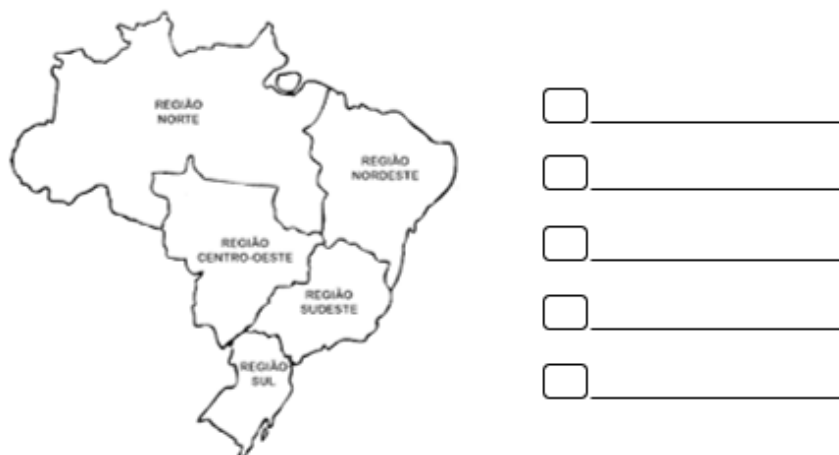 REGIÃO
NORTE
REGIÃO
NORDESTE
REGIÃO
CENTRO-OESTE
REGIÃO
SUDESTE
REGIÃO
SUL